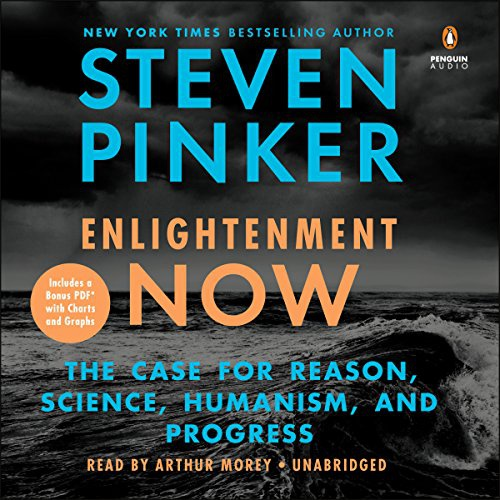 NEW YORK TIMES BESTSELLING AUTHOR
PENGUIN
AUDIO
STEVEN
PINKER
ENLIGHTENMENT
NOW
Includes a
Bonus PDF*
with Charts
and Graphs
THE CASE FOR REASON,
SCIENCE, HUMANISM, AND
PROGRESS
READ BY ARTHUR MOREY • UNABRIDGED